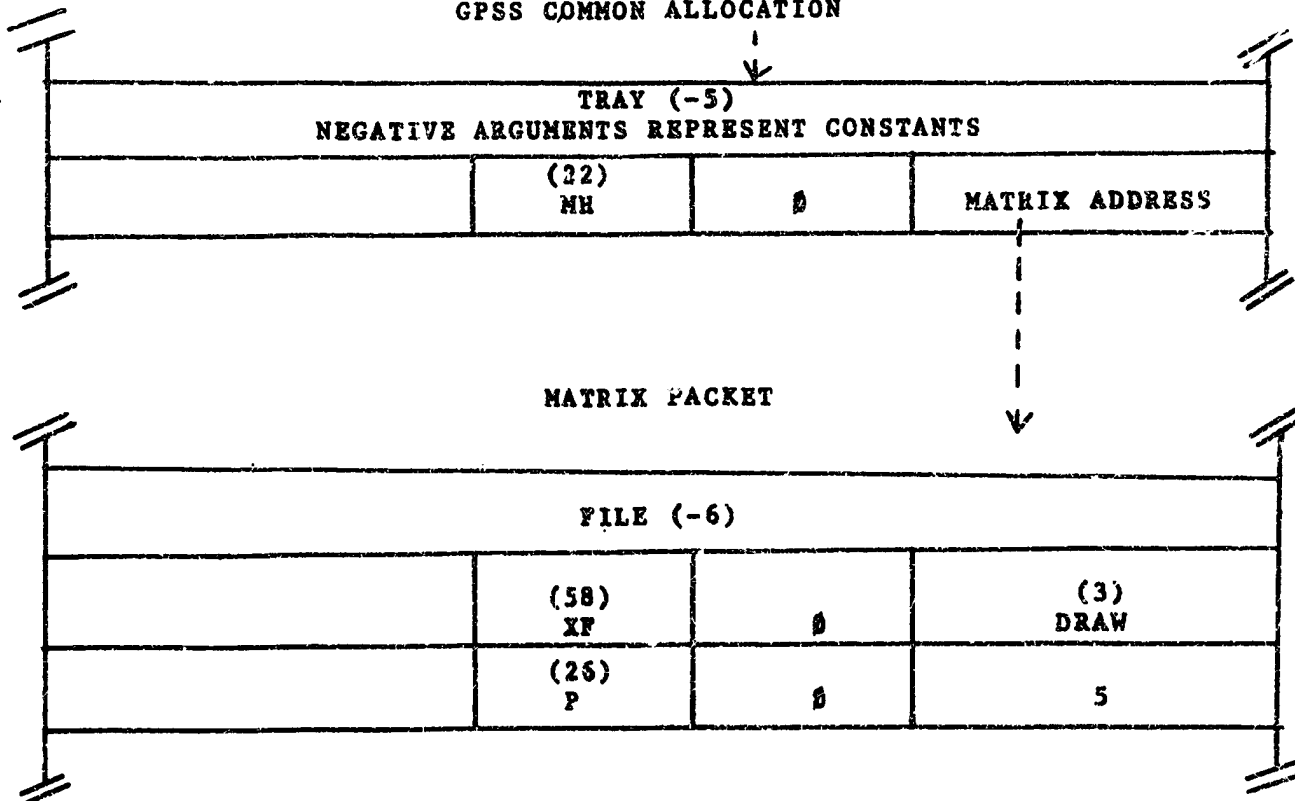 GPSS COMMON ALLOCATION
TRAY (-5)
NEGATIVE ARGUMENTS REPRESENT CONSTANTS
(22)
MH Ø MATRIX ADDRESS
MATRIX PACKET
FILE (-6)
(58) (3)
XF Ø DRAW
(26)
P Ø 5